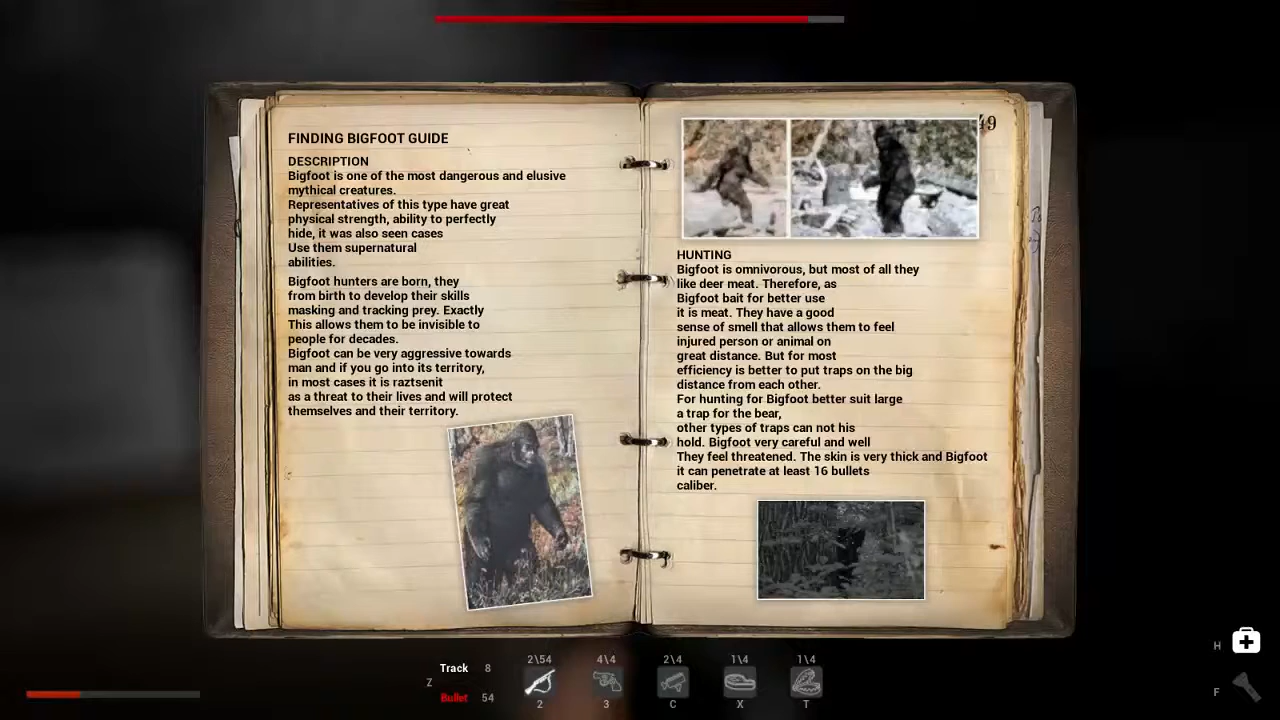 49
FINDING BIGFOOT GUIDE
DESCRIPTION
Bigfoot is one of the most dangerous and elusive
mythical creatures.
Representatives of this type have great
physical strength, ability to perfectly
hide, it was also seen cases
Use them supernatural
abilities.
Bigfoot hunters are born, they
from birth to develop their skills
masking and tracking prey. Exactly
This allows them to be invisible to
people for decades.
Bigfoot can be very aggressive towards
man and if you go into its territory,
in most cases it is raztsenit
as a threat to their lives and will protect
themselves and their territory.
HUNTING
Bigfoot is omnivorous, but most of all they
like deer meat. Therefore, as
Bigfoot bait for better use
it is meat. They have a good
sense of smell that allows them to feel
injured person or animal on
great distance. But for most
efficiency is better to put traps on the big
distance from each other.
For hunting for Bigfoot better suit large
a trap for the bear,
other types of traps can not his
hold. Bigfoot very careful and well
They feel threatened. The skin is very thick and Bigfoot
it can penetrate at least 16 bullets
caliber.
Z
Track 8
Bullet 54
2\54 4\4 2\4 1\4 1\4
2 3 C X T
H
F